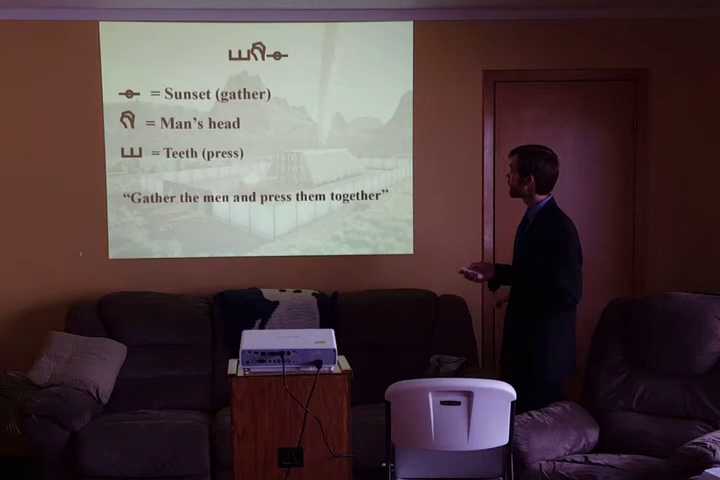 = Sunset (gather)
= Man's head
= Teeth (press)
“Gather the men and press them together”